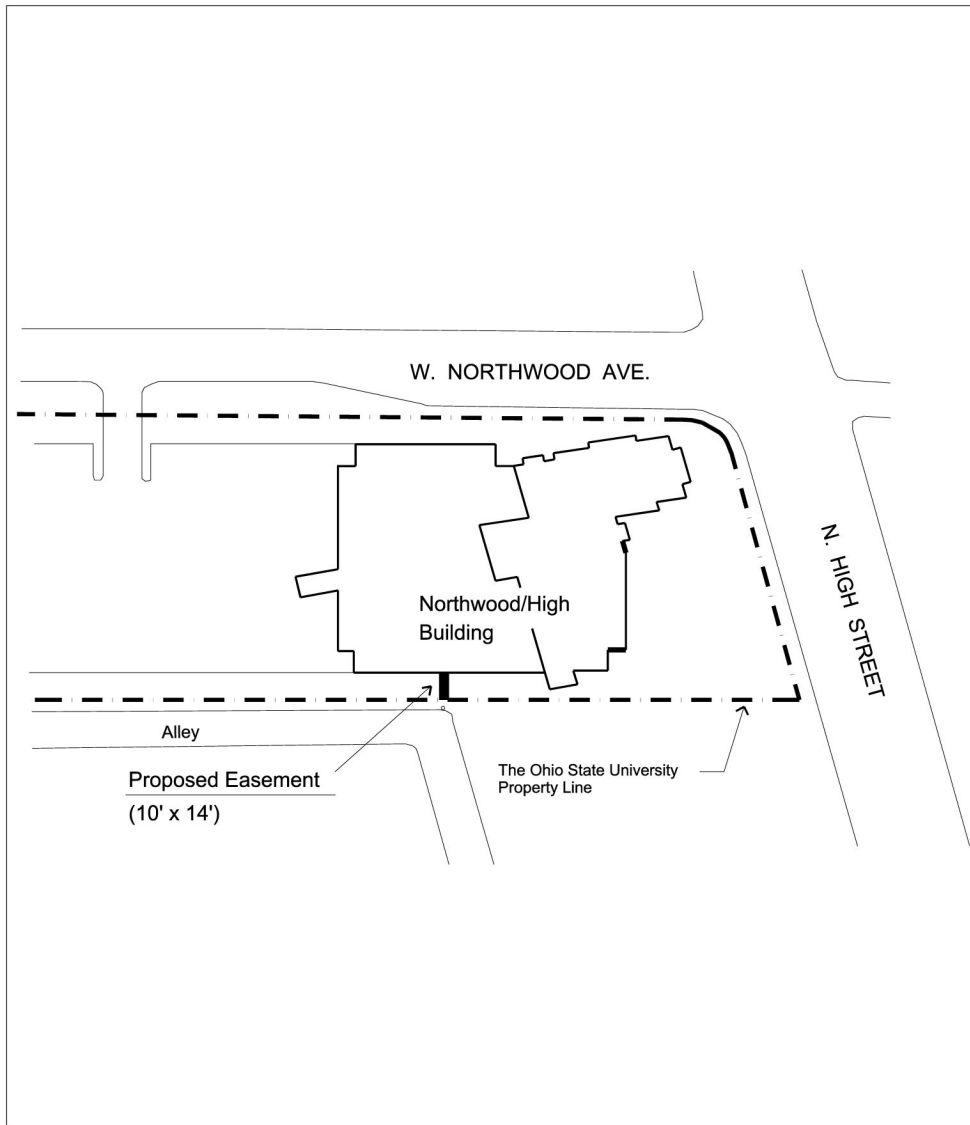 W. NORTHWOOD AVE.
N. HIGH STREET
Northwood/High
Building
Alley
Proposed Easement
(10' x 14')
The Ohio State University
Property Line